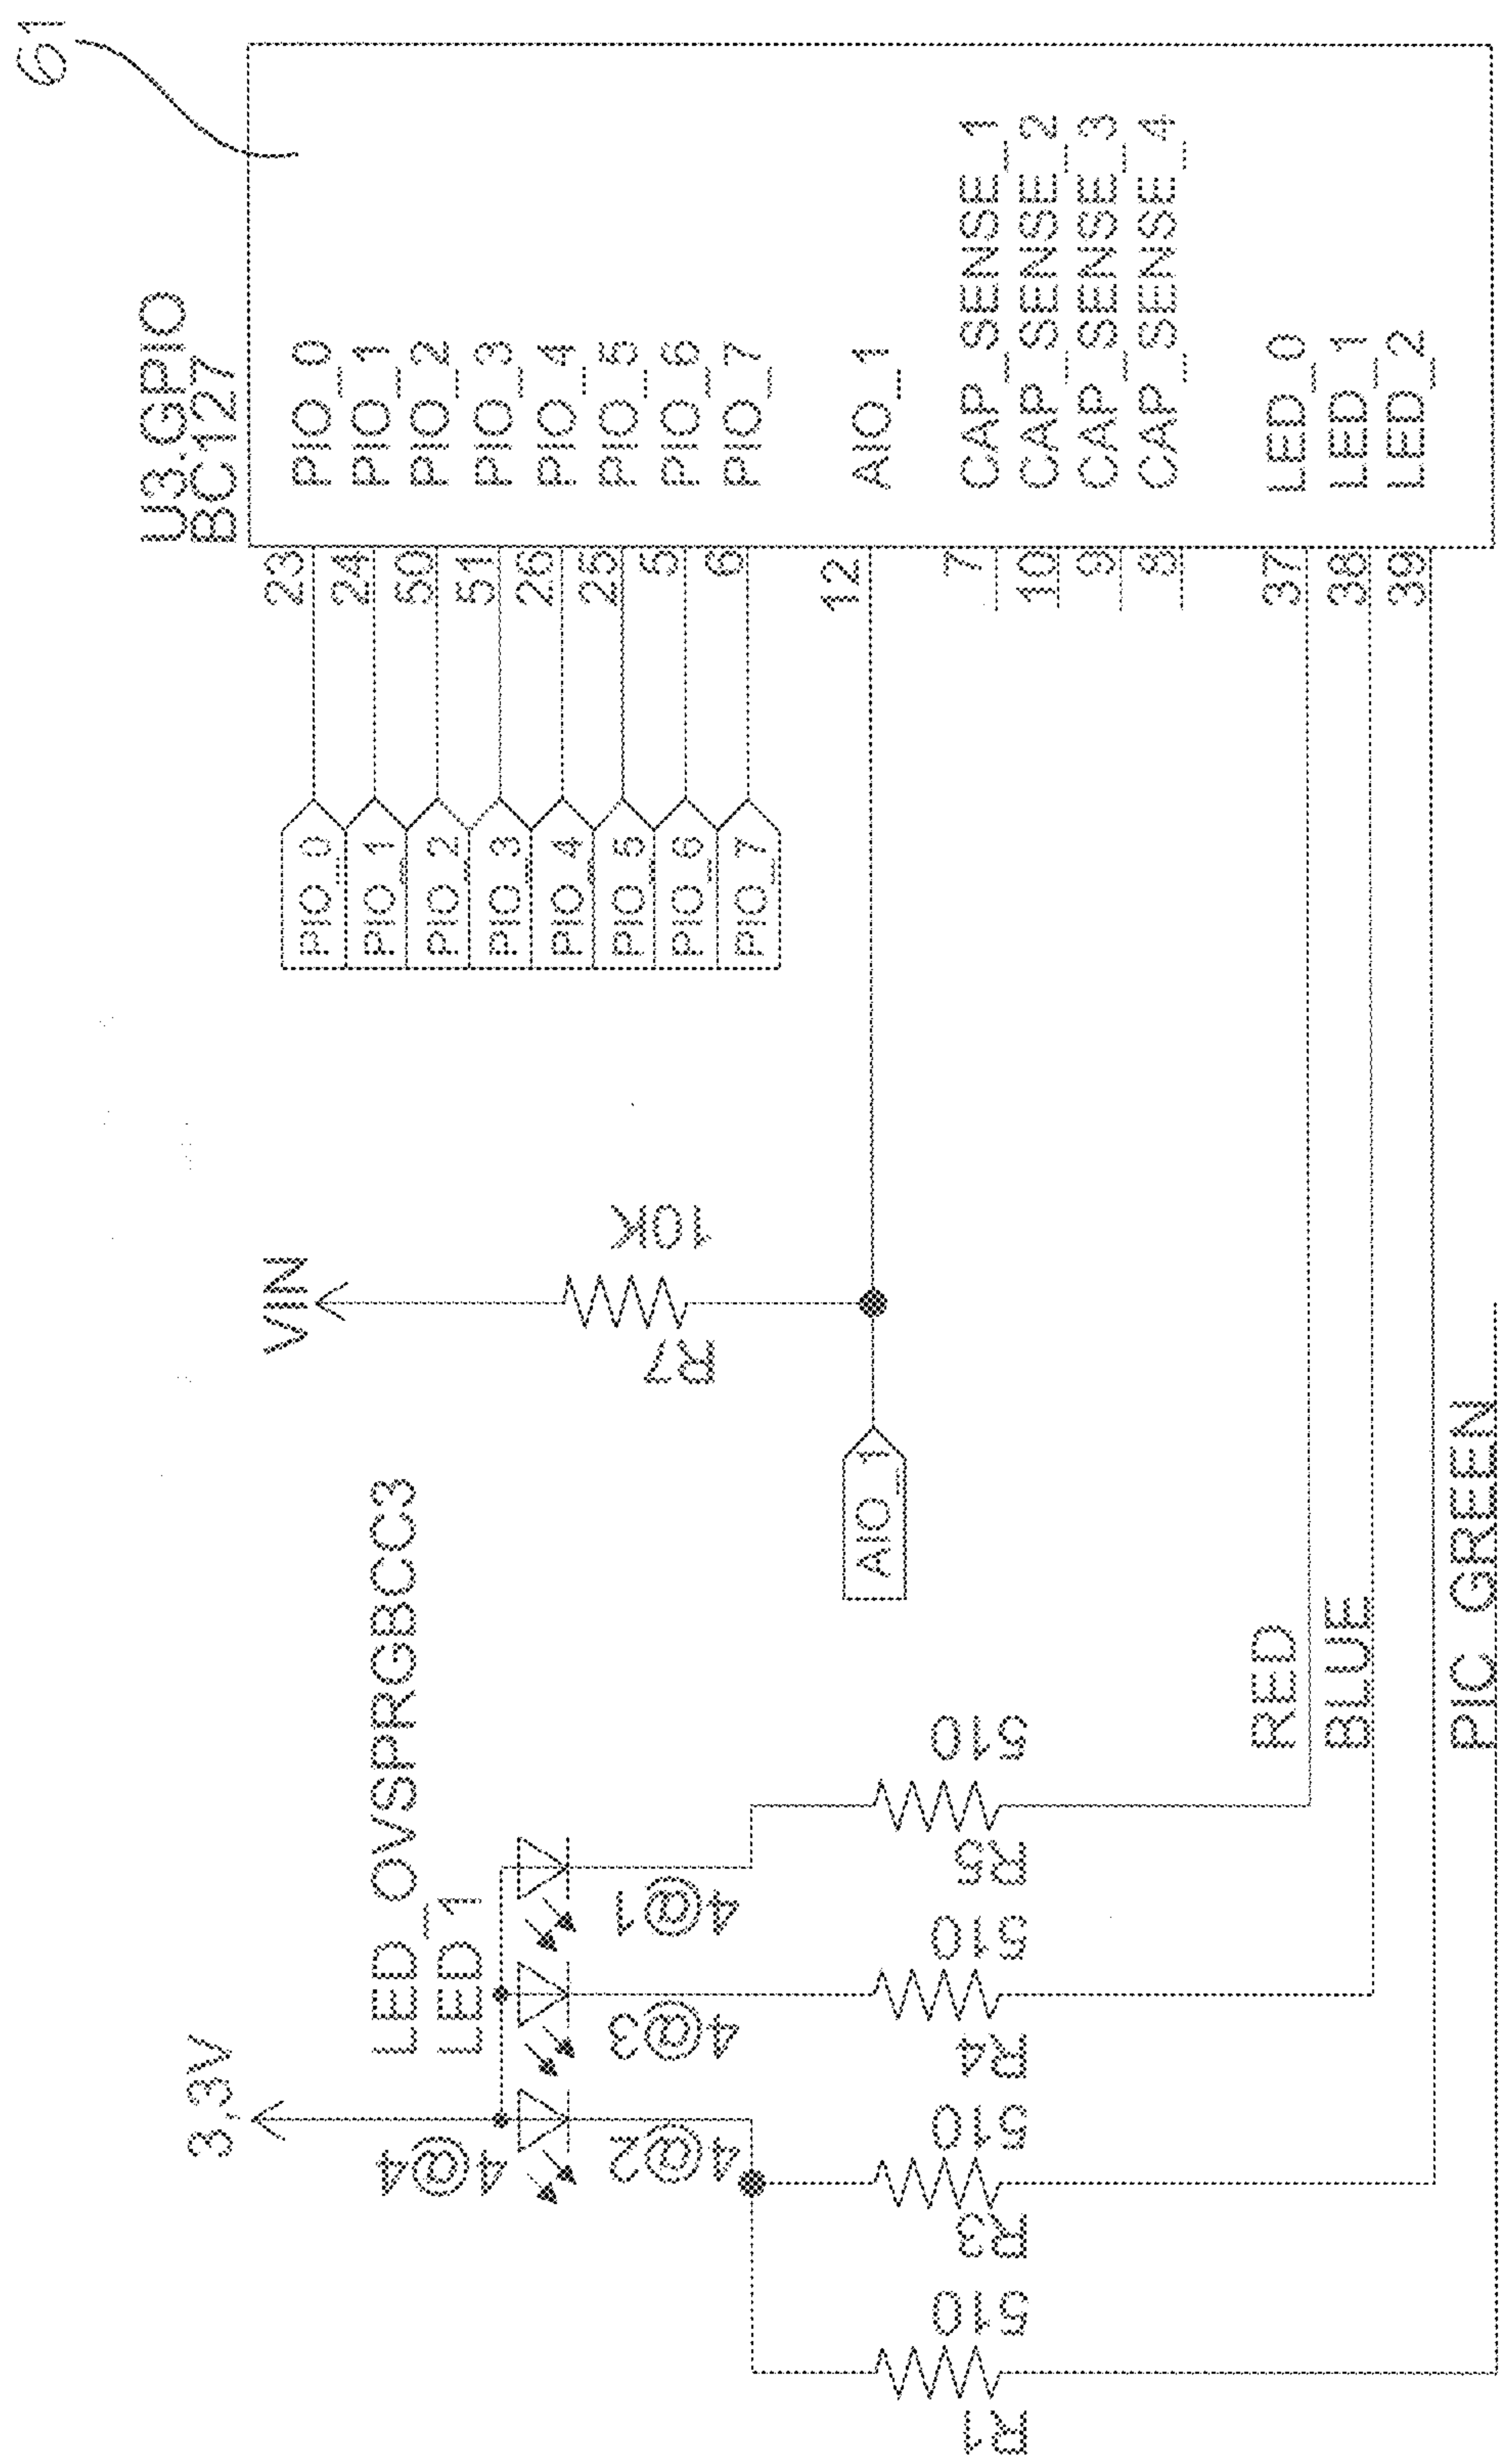 61
U3.GPIO
BC127
23 PIO_0
24 PIO_1
50 PIO_2
51 PIO_3
26 PIO_4
25 PIO_5
5 PIO_6
6 PIO_7
12 AIO_1
7 CAP_SENSE_1
10 CAP_SENSE_2
9 CAP_SENSE_3
8 CAP_SENSE_4
37 LED_0
38 LED_1
39 LED_2
PIO_0
PIO_1
PIO_2
PIO_3
PIO_4
PIO_5
PIO_6
PIO_7
VIN
R7
10K
AIO_1
3.3V
LED_OVSPRGBCC3
LED_1
4@4
4@2
4@3
4@1
R1
510
R3
510
R4
510
R5
510
RED
BLUE
PIC GREEN